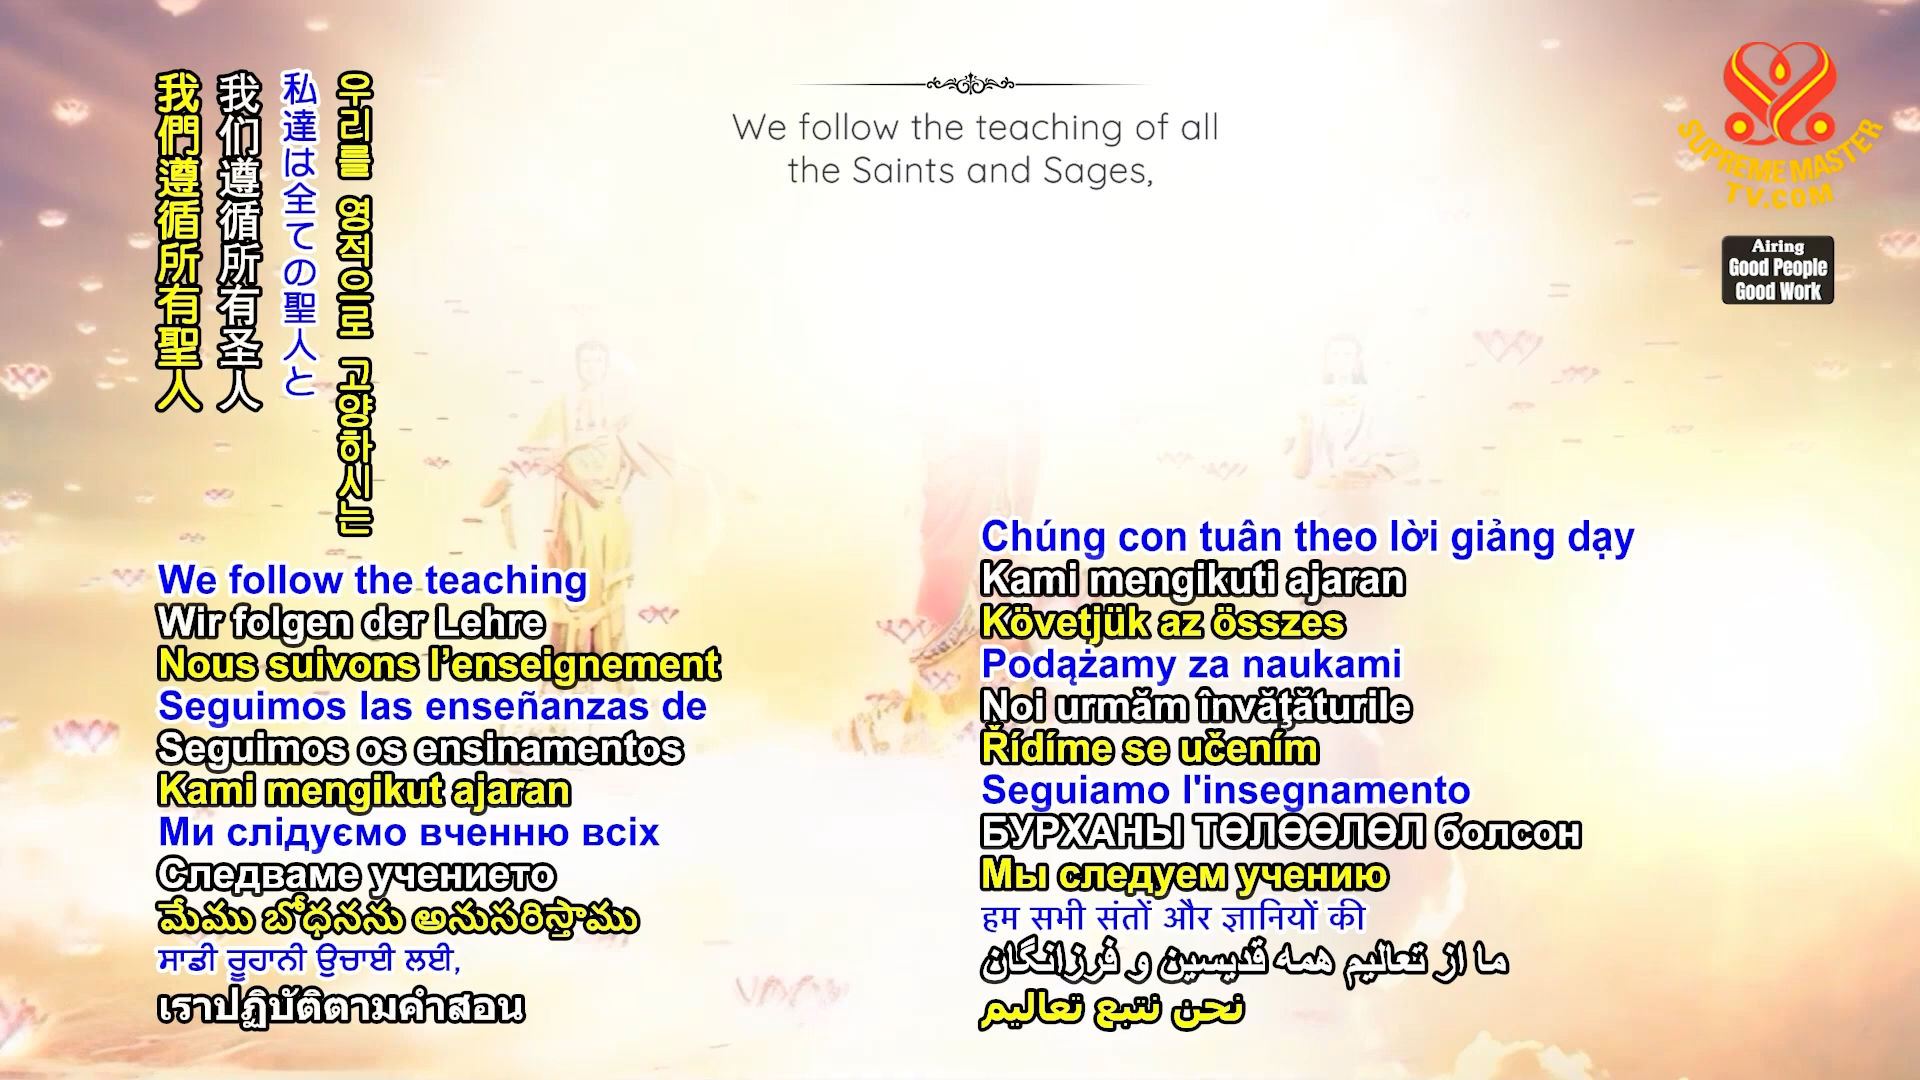 We follow the teaching of all
the Saints and Sages,
SUPREME MASTER
TV.COM
Airing
Good People
Good Work
我們遵循所有聖人
我们遵循所有圣人
私達は全ての聖人と
우리를 영적으로 고양하시는
We follow the teaching
Wir folgen der Lehre
Nous suivons l’enseignement
Seguimos las enseñanzas de
Seguimos os ensinamentos
Kami mengikut ajaran
Ми слідуємо вченню всіх
Следваме учението
మేము బోధనను అనుసరిస్తాము
ਸਾਡੀ ਰੂਹਾਨੀ ਉਚਾਈ ਲਈ,
เราปฏิบัติตามคำสอน
Chúng con tuân theo lời giảng dạy
Kami mengikuti ajaran
Követjük az összes
Podążamy za naukami
Noi urmăm învăţăturile
Řídíme se učením
Seguiamo l'insegnamento
БУРХАНЫ ТӨЛӨӨЛӨЛ болсон
Мы следуем учению
हम सभी संतों और ज्ञानियों की
ما از تعالیم همه قدیسین و فرزانگان
نحن نتبع تعاليم